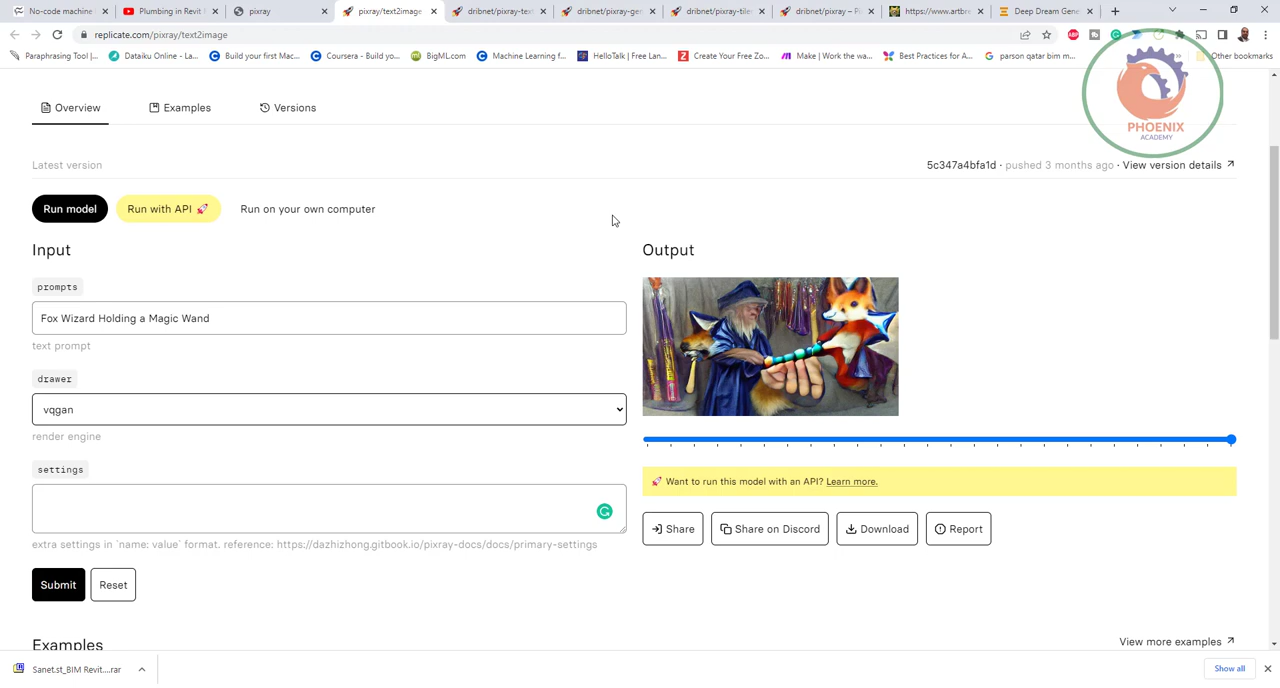 No-code machine
Plumbing in Revit
pixray
pixray/text2image
dribnet/pixray-tex
dribnet/pixray-ge
dribnet/pixray-tile
dribnet/pixray – P
https://www.artbre
Deep Dream Gene
replicate.com/pixray/text2image
Paraphrasing Tool |...
Dataiku Online - La...
Build your first Mac...
Coursera - Build yo...
BigML.com
Machine Learning f...
HelloTalk | Free Lan...
Create Your Free Zo...
Make | Work the wa...
Best Practices for A...
parson qatar bim m...
Other bookmarks
PHOENIX
ACADEMY
Overview
Examples
Versions
Latest version
5c347a4bfa1d · pushed 3 months ago · View version details
Run model
Run with API 🚀
Run on your own computer
Input
Output
prompts
Fox Wizard Holding a Magic Wand
text prompt
drawer
vqgan
render engine
settings
extra settings in `name: value` format. reference: https://dazhizhong.gitbook.io/pixray-docs/docs/primary-settings
🚀 Want to run this model with an API? Learn more.
Share
Share on Discord
Download
Report
Submit
Reset
Examples
View more examples
Sanet.st_BIM Revit....rar
Show all